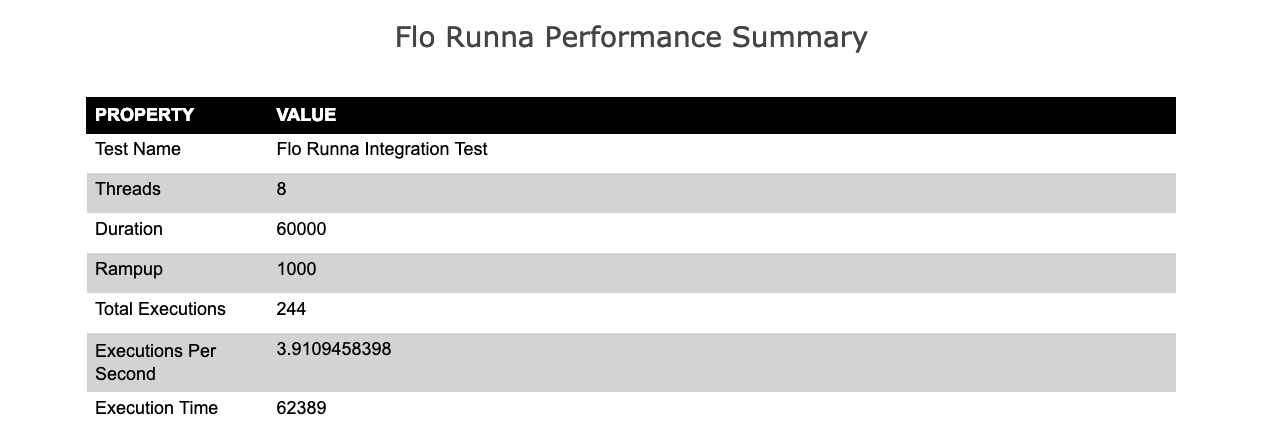 Flo Runna Performance Summary
PROPERTY VALUE
Test Name Flo Runna Integration Test
Threads 8
Duration 60000
Rampup 1000
Total Executions 244
Executions Per 3.9109458398
Second
Execution Time 62389